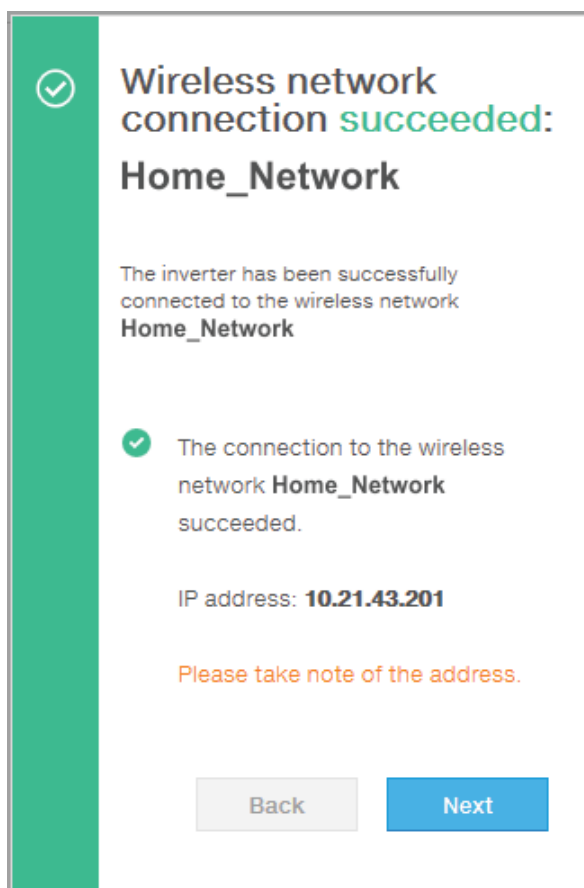 Wireless network
connection succeeded:
Home_Network
The inverter has been successfully
connected to the wireless network
Home_Network
The connection to the wireless
network Home_Network
succeeded.
IP address: 10.21.43.201
Please take note of the address.
Back
Next